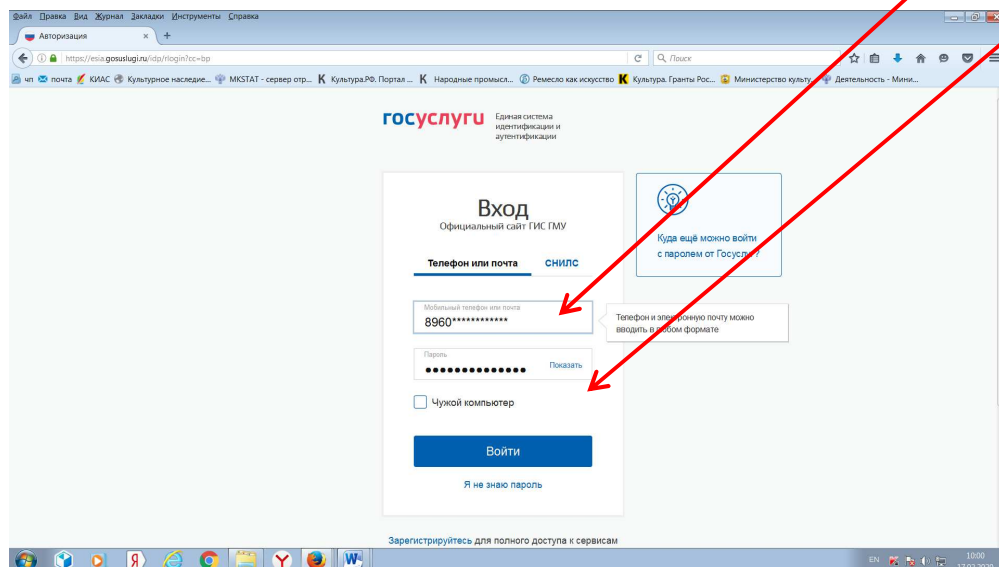 Файл Правка Вид Журнал Закладки Инструменты Справка
Авторизация × +
https://esia.gosuslugi.ru/idp/rlogin?cc=bp
Поиск
чп почта КИАС Культурное наследие... MKSTAT - сервер отр... Культура.РФ. Портал ... Народные промысл... Ремесло как искусство Культура. Гранты Рос... Министерство культу... Деятельность - Мини...
госуслуги
Единая система
идентификации и
аутентификации
Вход
Официальный сайт ГИС ГМУ
Телефон или почта СНИЛС
Куда ещё можно войти
с паролем от Госуслуг?
Мобильный телефон или почта
8960************
Телефон и электронную почту можно
вводить в любом формате
Пароль
•••••••••••••• Показать
Чужой компьютер
Войти
Я не знаю пароль
Зарегистрируйтесь для полного доступа к сервисам
EN 10:00
17.02.2020